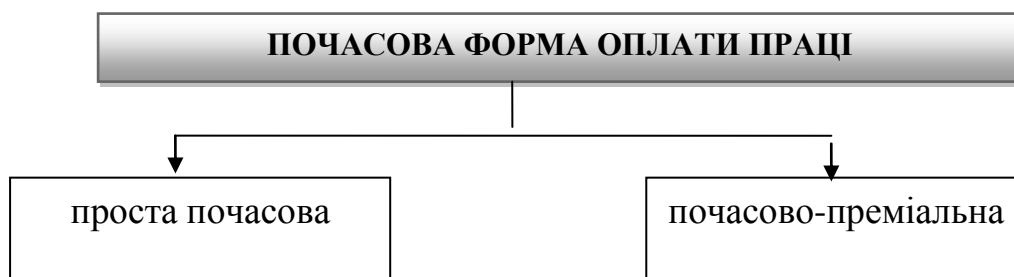 ПОЧАСОВА ФОРМА ОПЛАТИ ПРАЦІ
проста почасова
почасово-преміальна